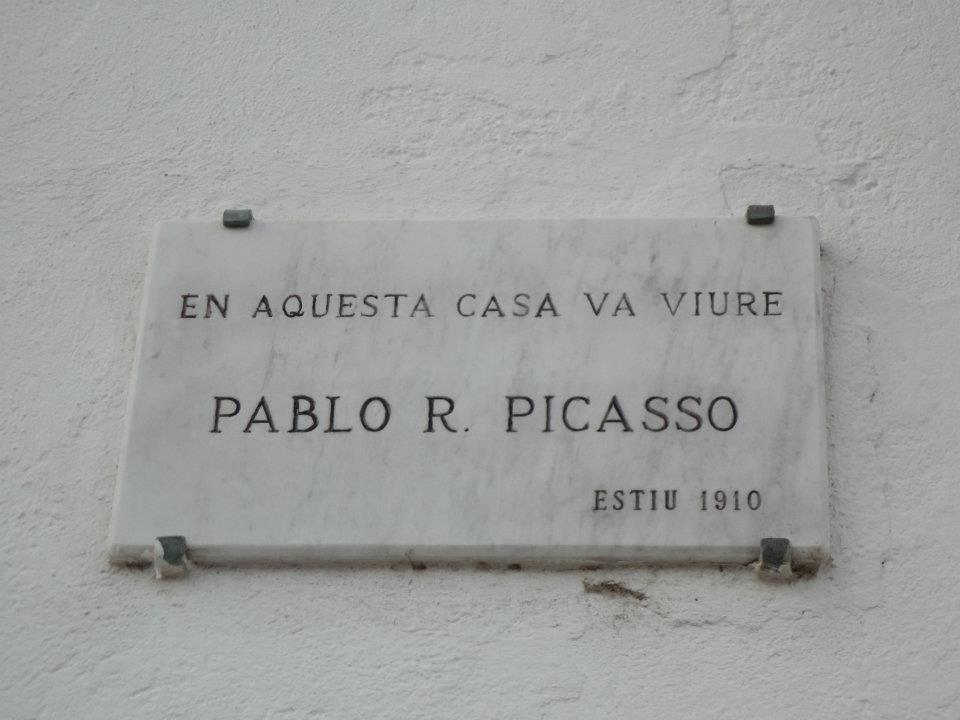 EN AQUESTA CASA VA VIURE
PABLO R. PICASSO
ESTIU 1910